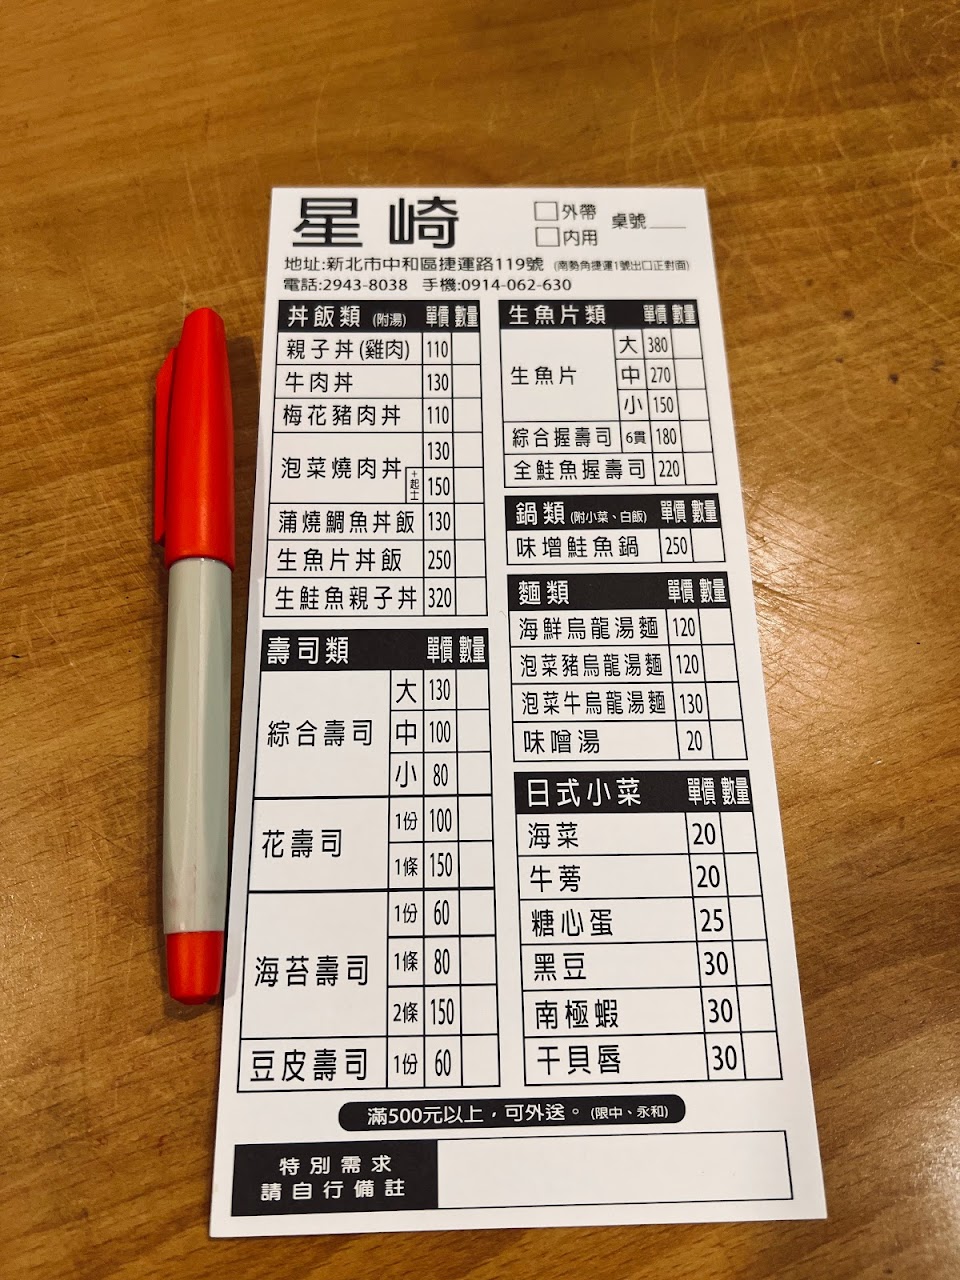 星崎
□外帶 桌號___
□內用
地址:新北市中和區捷運路119號 (南勢角捷運1號出口正對面)
電話:2943-8038 手機:0914-062-630
丼飯類 (附湯) 單價 數量
親子丼(雞肉) 110
牛肉丼 130
梅花豬肉丼 110
泡菜燒肉丼 130
+起士 150
蒲燒鯛魚丼飯 130
生魚片丼飯 250
生鮭魚親子丼 320
壽司類 單價 數量
綜合壽司 大 130
中 100
小 80
花壽司 1份 100
1條 150
海苔壽司 1份 60
1條 80
2條 150
豆皮壽司 1份 60
生魚片類 單價 數量
生魚片 大 380
中 270
小 150
綜合握壽司 6貫 180
全鮭魚握壽司 220
鍋類 (附小菜、白飯) 單價 數量
味增鮭魚鍋 250
麵類 單價 數量
海鮮烏龍湯麵 120
泡菜豬烏龍湯麵 120
泡菜牛烏龍湯麵 130
味噌湯 20
日式小菜 單價 數量
海菜 20
牛蒡 20
糖心蛋 25
黑豆 30
南極蝦 30
干貝唇 30
滿500元以上，可外送。 (限中、永和)
特別需求
請自行備註